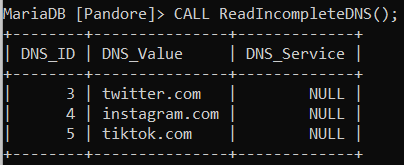 MariaDB [Pandore]> CALL ReadIncompleteDNS();
+--------+---------------+-------------+
| DNS_ID | DNS_Value     | DNS_Service |
+--------+---------------+-------------+
|      3 | twitter.com   |        NULL |
|      4 | instagram.com |        NULL |
|      5 | tiktok.com    |        NULL |
+--------+---------------+-------------+